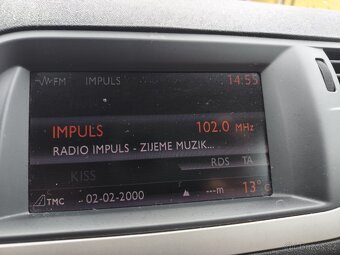 FM IMPULS 14:55
IMPULS 102.0 MHz
RADIO IMPULS - ZIJEME MUZIK...
RDS TA
KISS
TMC 02-02-2000 ---m 13°